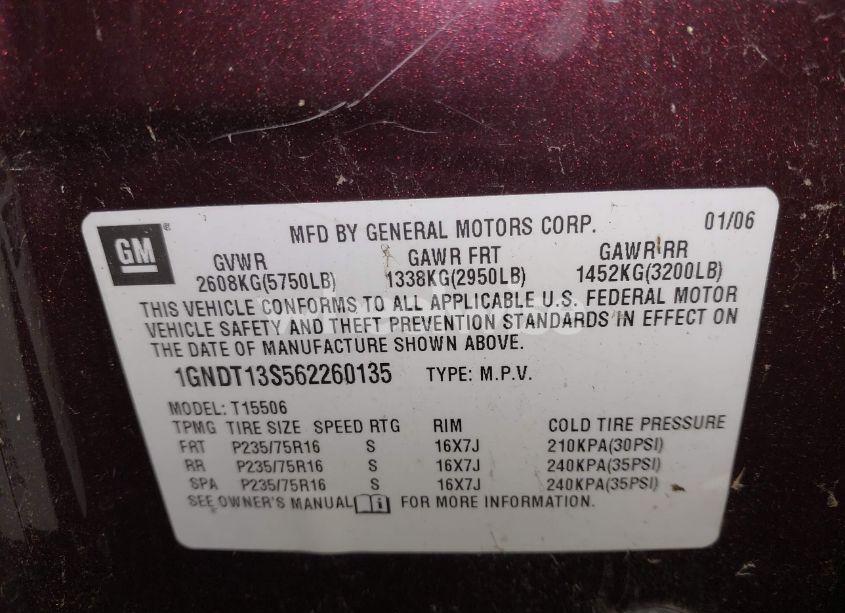 GM ®
MFD BY GENERAL MOTORS CORP. 01/06
GVWR GAWR FRT GAWR RR
2608KG(5750LB) 1338KG(2950LB) 1452KG(3200LB)
THIS VEHICLE CONFORMS TO ALL APPLICABLE U.S. FEDERAL MOTOR
VEHICLE SAFETY AND THEFT PREVENTION STANDARDS IN EFFECT ON
THE DATE OF MANUFACTURE SHOWN ABOVE.
1GNDT13S562260135 TYPE: M.P.V.
MODEL: T15506
TPMG TIRE SIZE SPEED RTG RIM COLD TIRE PRESSURE
FRT P235/75R16 S 16X7J 210KPA(30PSI)
RR P235/75R16 S 16X7J 240KPA(35PSI)
SPA P235/75R16 S 16X7J 240KPA(35PSI)
SEE OWNER'S MANUAL FOR MORE INFORMATION.